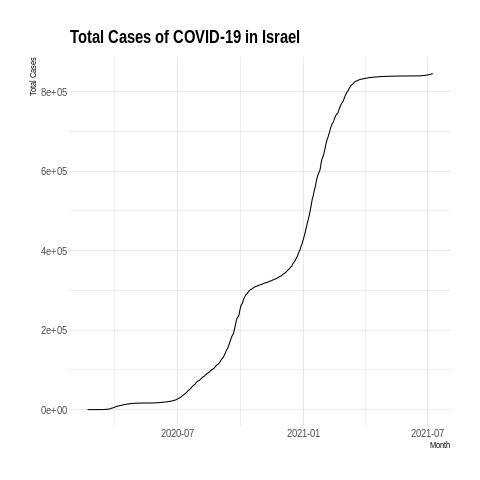 Total Cases of COVID-19 in Israel
Total Cases
8e+05
6e+05
4e+05
2e+05
0e+00
2020-07 2021-01 2021-07
Month